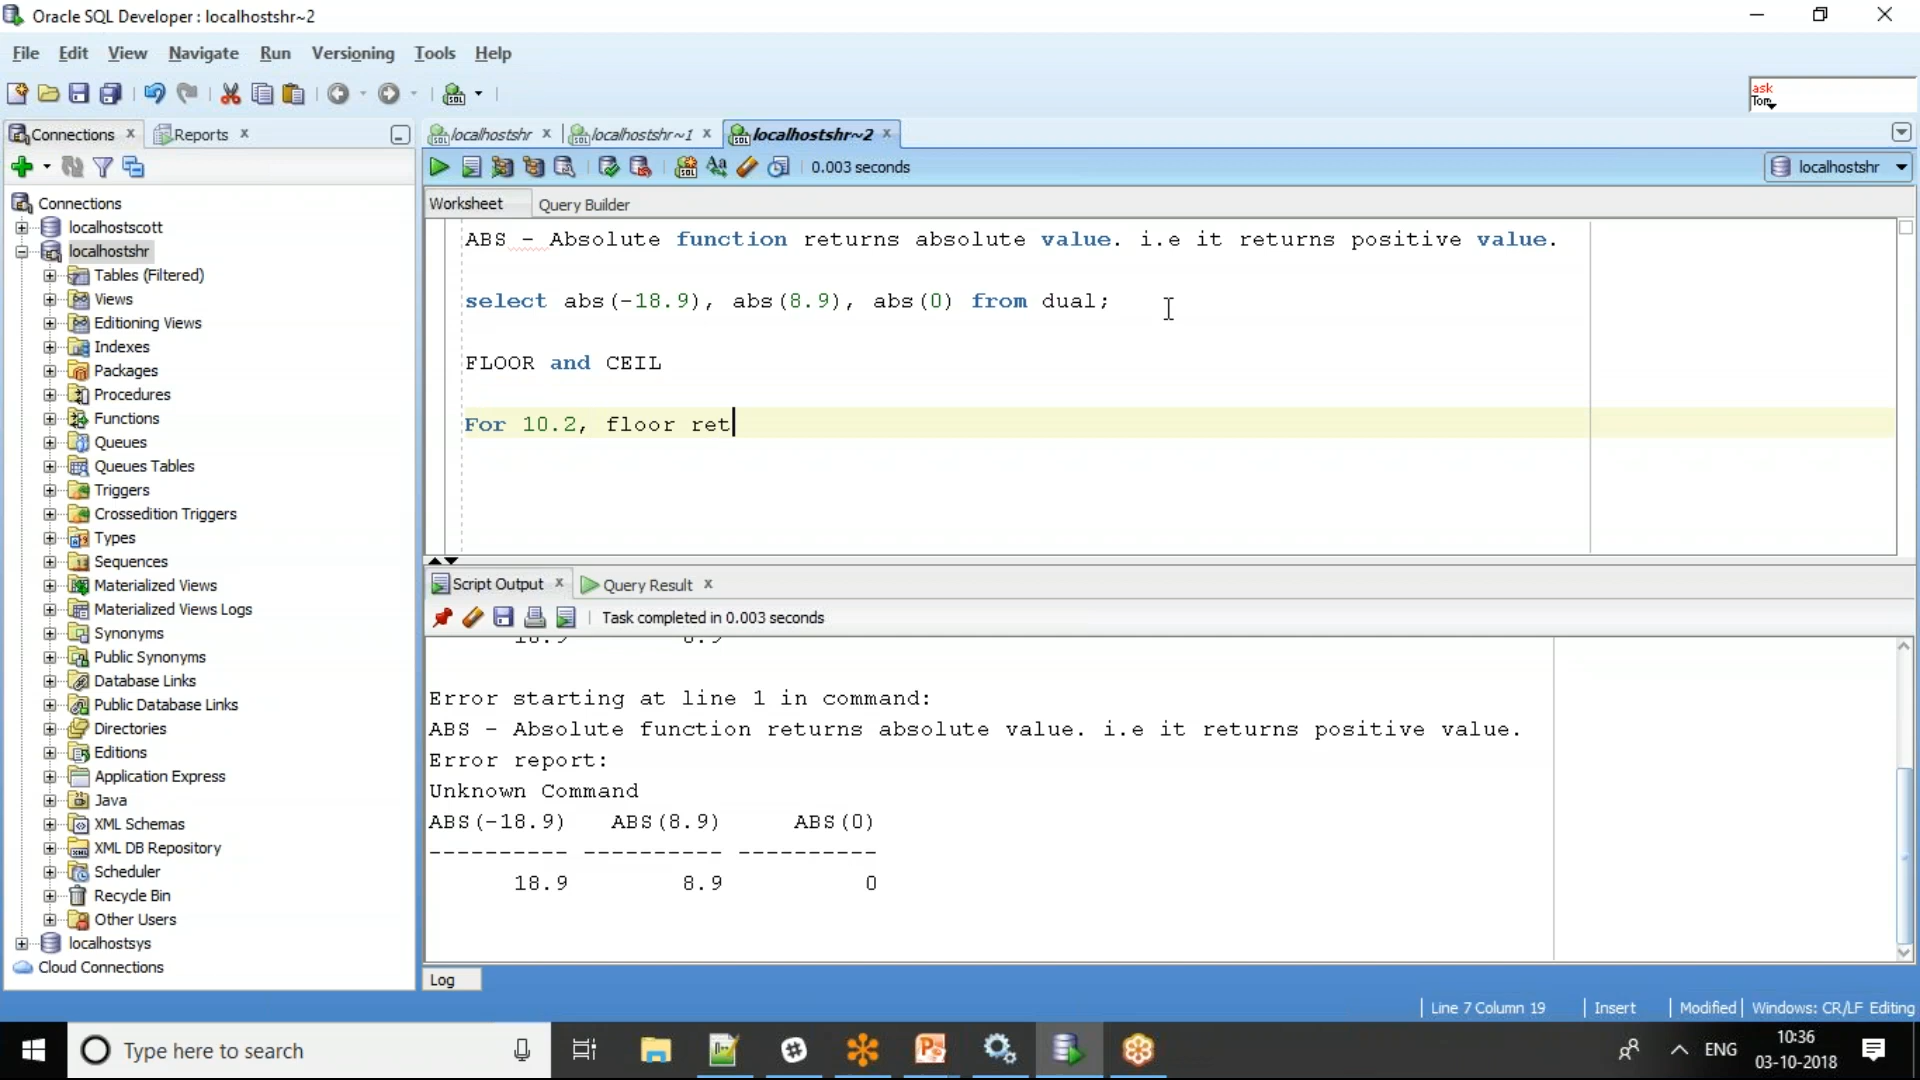 Oracle SQL Developer : localhostshr~2
File Edit View Navigate Run Versioning Tools Help
ask
Tom
Connections x Reports x
localhostshr x localhostshr~1 x localhostshr~2 x
0.003 seconds
localhostshr
Worksheet Query Builder
Connections
localhostscott
localhostshr
Tables (Filtered)
Views
Editioning Views
Indexes
Packages
Procedures
Functions
Queues
Queues Tables
Triggers
Crossedition Triggers
Types
Sequences
Materialized Views
Materialized Views Logs
Synonyms
Public Synonyms
Database Links
Public Database Links
Directories
Editions
Application Express
Java
XML Schemas
XML DB Repository
Scheduler
Recycle Bin
Other Users
localhostsys
Cloud Connections
ABS - Absolute function returns absolute value. i.e it returns positive value.
select abs(-18.9), abs(8.9), abs(0) from dual;
FLOOR and CEIL
For 10.2, floor ret
Script Output x Query Result x
Task completed in 0.003 seconds
18.9 8.9
Error starting at line 1 in command:
ABS - Absolute function returns absolute value. i.e it returns positive value.
Error report:
Unknown Command
ABS(-18.9) ABS(8.9) ABS(0)
---------- ---------- ----------
18.9 8.9 0
Log
Line 7 Column 19 Insert Modified Windows: CR/LF Editing
Type here to search
ENG
10:36
03-10-2018